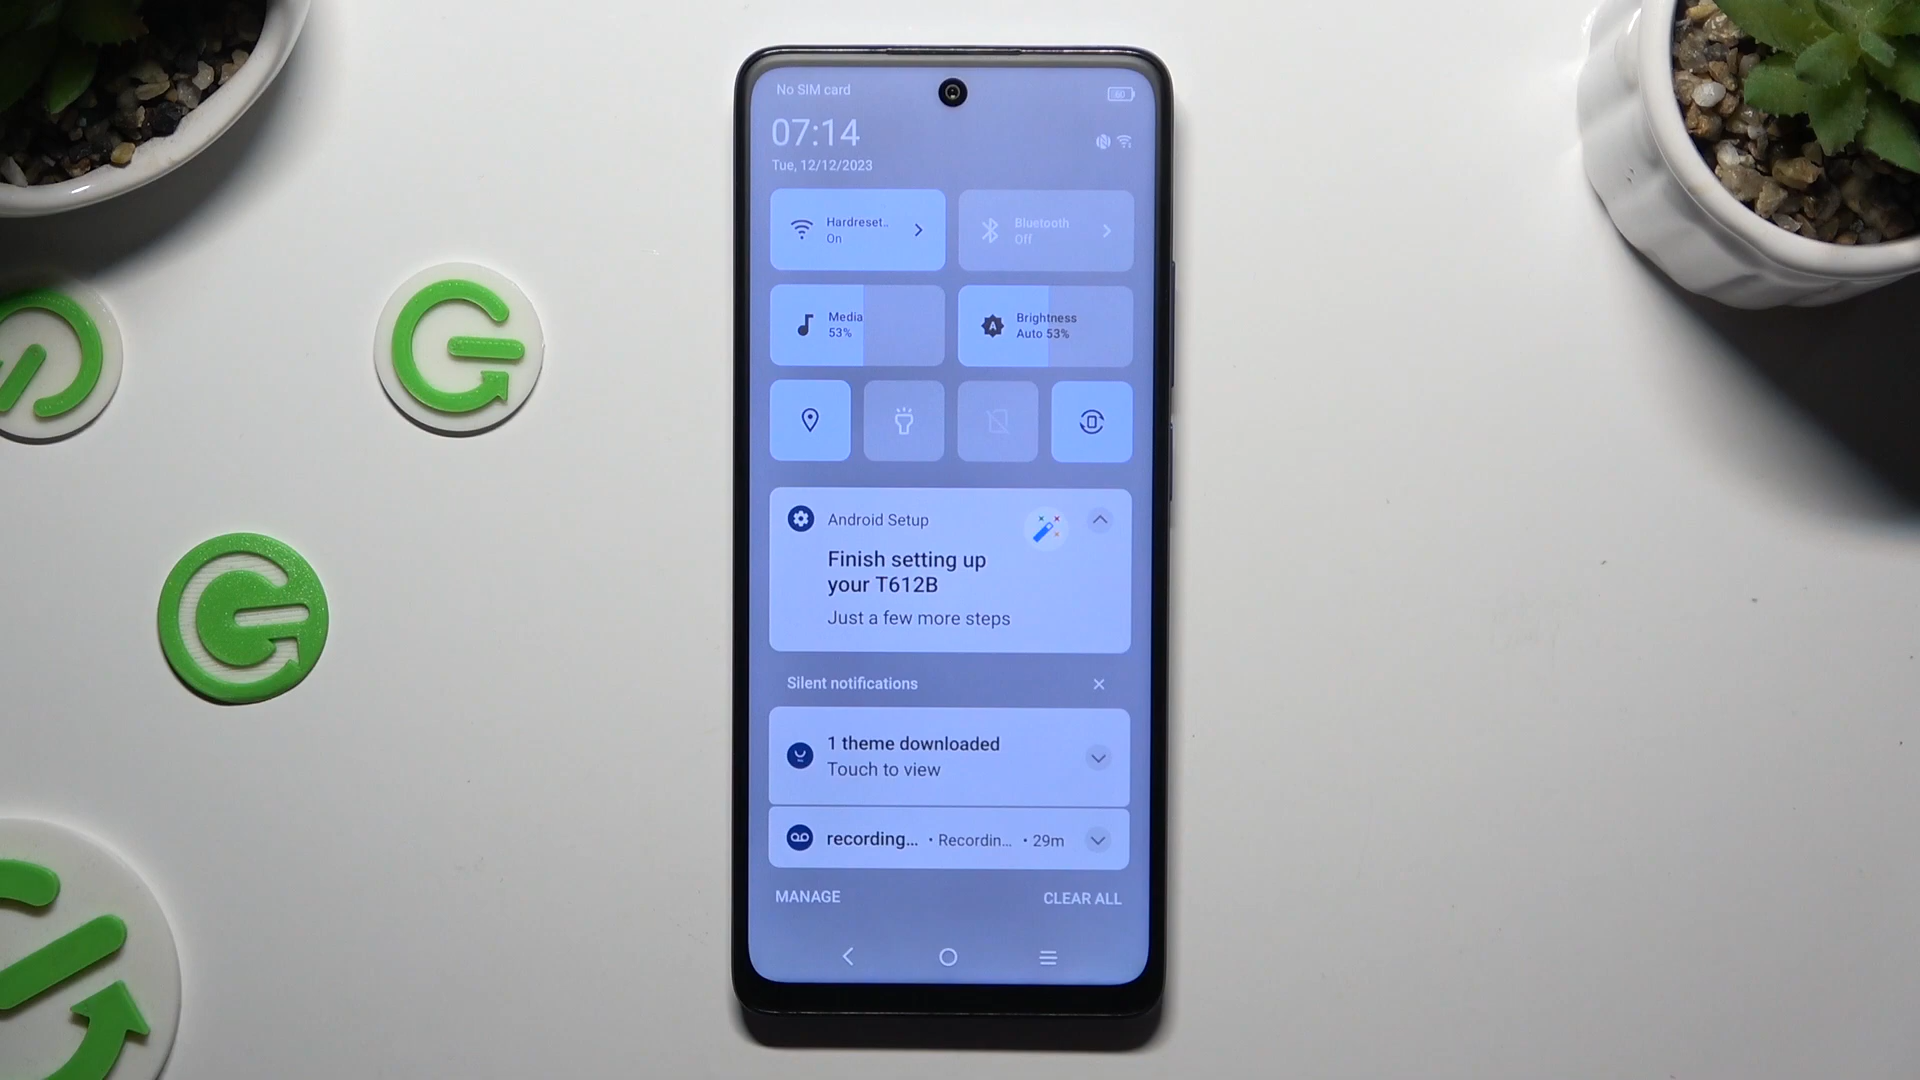 No SIM card
60
07:14
Tue, 12/12/2023
Hardreset..
On
Bluetooth
Off
Media
53%
A
Brightness
Auto 53%
Android Setup
Finish setting up
your T612B
Just a few more steps
Silent notifications
1 theme downloaded
Touch to view
recording... • Recordin... • 29m
MANAGE
CLEAR ALL